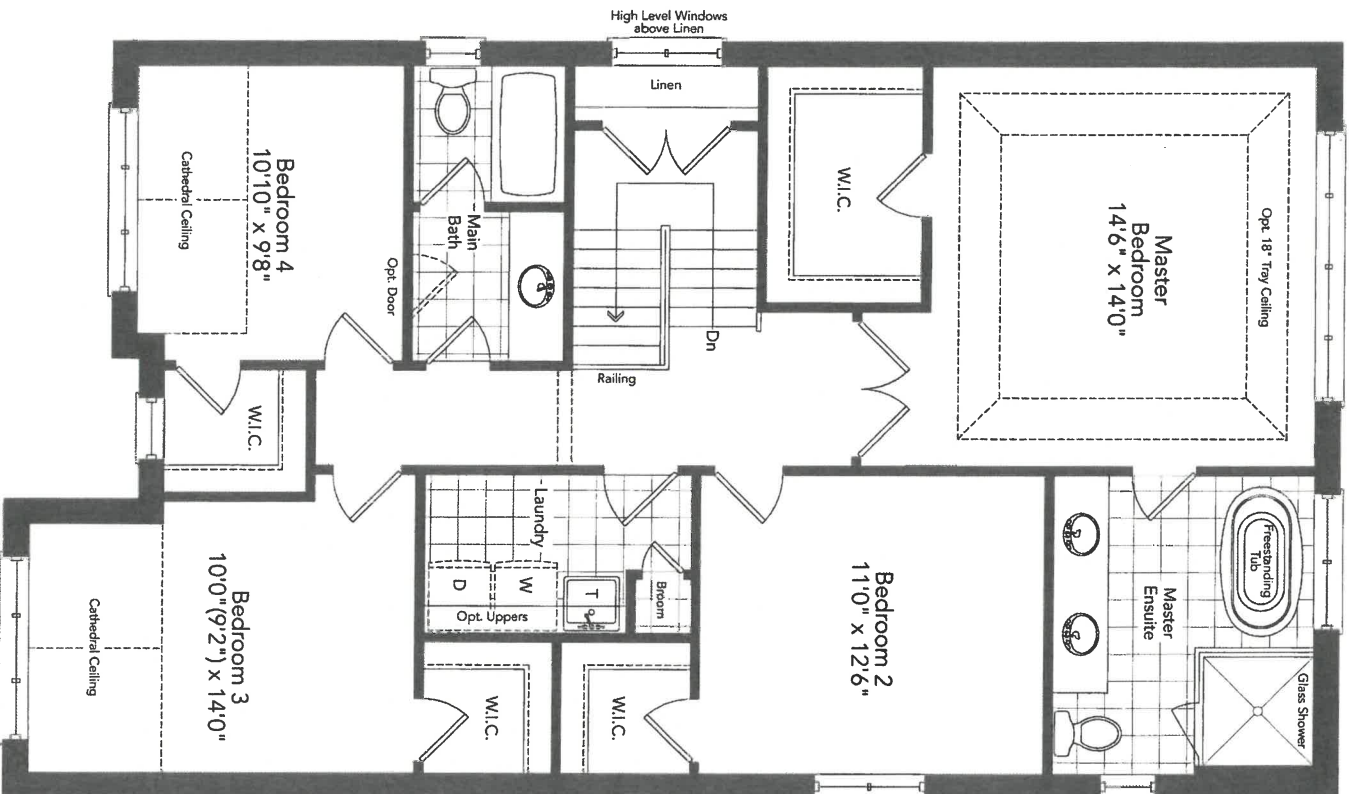 High Level Windows
above Linen
Linen
Bedroom 4
10'10" x 9'8"
Cathedral Ceiling
Opt. Door
Main
Bath
W.I.C.
Dn
Railing
Master
Bedroom
14'6" x 14'0"
Opt. 18" Tray Ceiling
W.I.C.
Laundry
D
W
T
Opt. Uppers
Broom
Bedroom 3
10'0"(9'2") x 14'0"
Cathedral Ceiling
W.I.C.
W.I.C.
Bedroom 2
11'0" x 12'6"
Master
Ensuite
Freestanding
Tub
Glass Shower